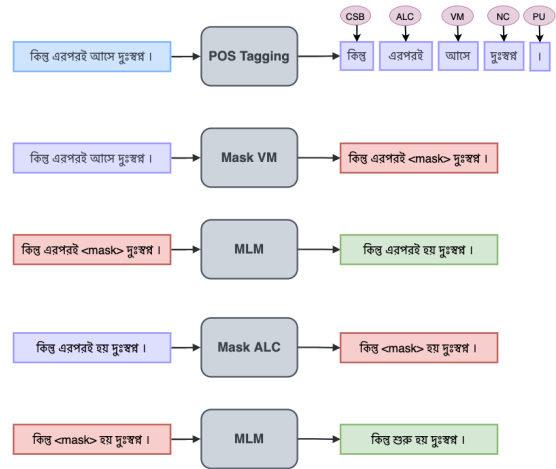 CSB ALC VM NC PU
কিন্তু এরপরই আসে দুঃস্বপ্ন । POS Tagging কিন্তু এরপরই আসে দুঃস্বপ্ন ।
কিন্তু এরপরই আসে দুঃস্বপ্ন । Mask VM কিন্তু এরপরই <mask> দুঃস্বপ্ন ।
কিন্তু এরপরই <mask> দুঃস্বপ্ন । MLM কিন্তু এরপরই হয় দুঃস্বপ্ন ।
কিন্তু এরপরই হয় দুঃস্বপ্ন । Mask ALC কিন্তু <mask> হয় দুঃস্বপ্ন ।
কিন্তু <mask> হয় দুঃস্বপ্ন । MLM কিন্তু শুরু হয় দুঃস্বপ্ন ।